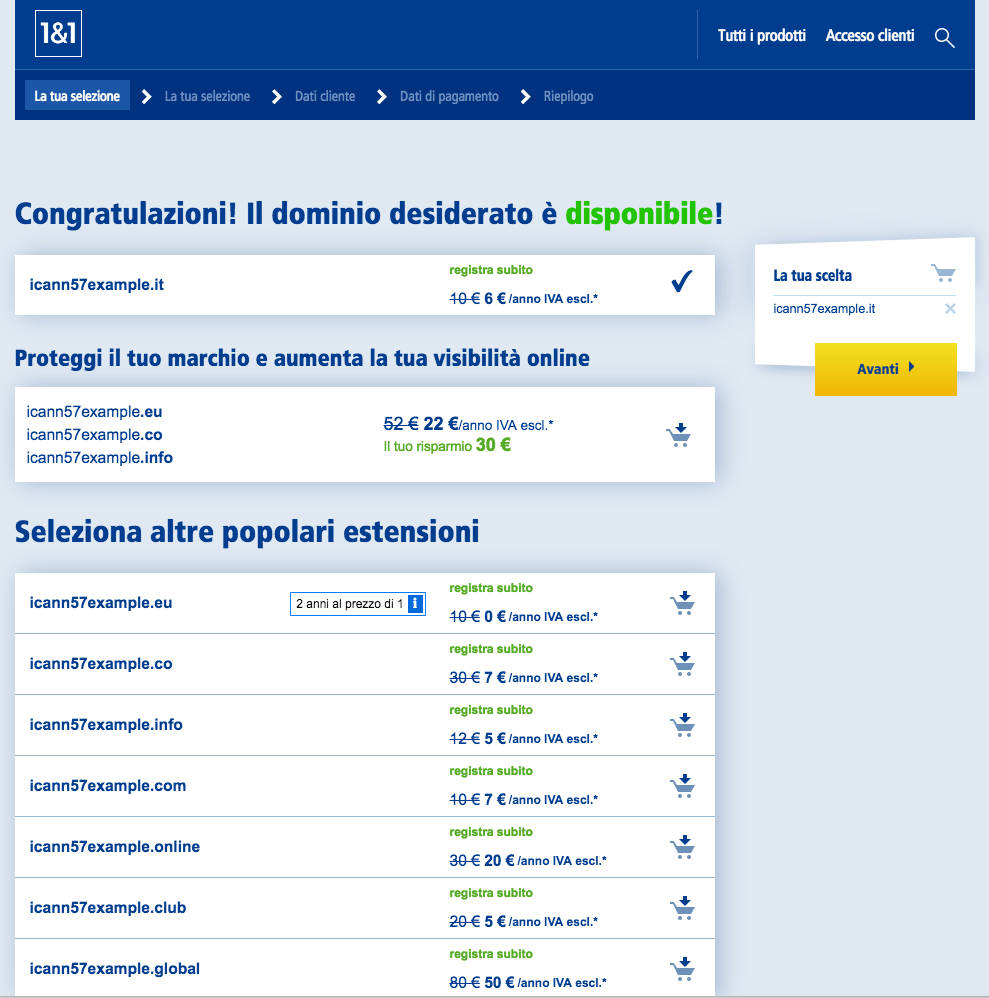 1&1
Tutti i prodotti Accesso clienti
La tua selezione La tua selezione Dati cliente Dati di pagamento Riepilogo
Congratulazioni! Il dominio desiderato è disponibile!
icann57example.it
registra subito
10 € 6 €/anno IVA escl.*
La tua scelta
icann57example.it
Avanti
Proteggi il tuo marchio e aumenta la tua visibilità online
icann57example.eu
icann57example.co
icann57example.info
52 € 22 €/anno IVA escl.*
Il tuo risparmio 30 €
Seleziona altre popolari estensioni
icann57example.eu
2 anni al prezzo di 1 i
registra subito
10 € 0 €/anno IVA escl.*
icann57example.co
registra subito
30 € 7 €/anno IVA escl.*
icann57example.info
registra subito
12 € 5 €/anno IVA escl.*
icann57example.com
registra subito
10 € 7 €/anno IVA escl.*
icann57example.online
registra subito
30 € 20 €/anno IVA escl.*
icann57example.club
registra subito
20 € 5 €/anno IVA escl.*
icann57example.global
registra subito
80 € 50 €/anno IVA escl.*